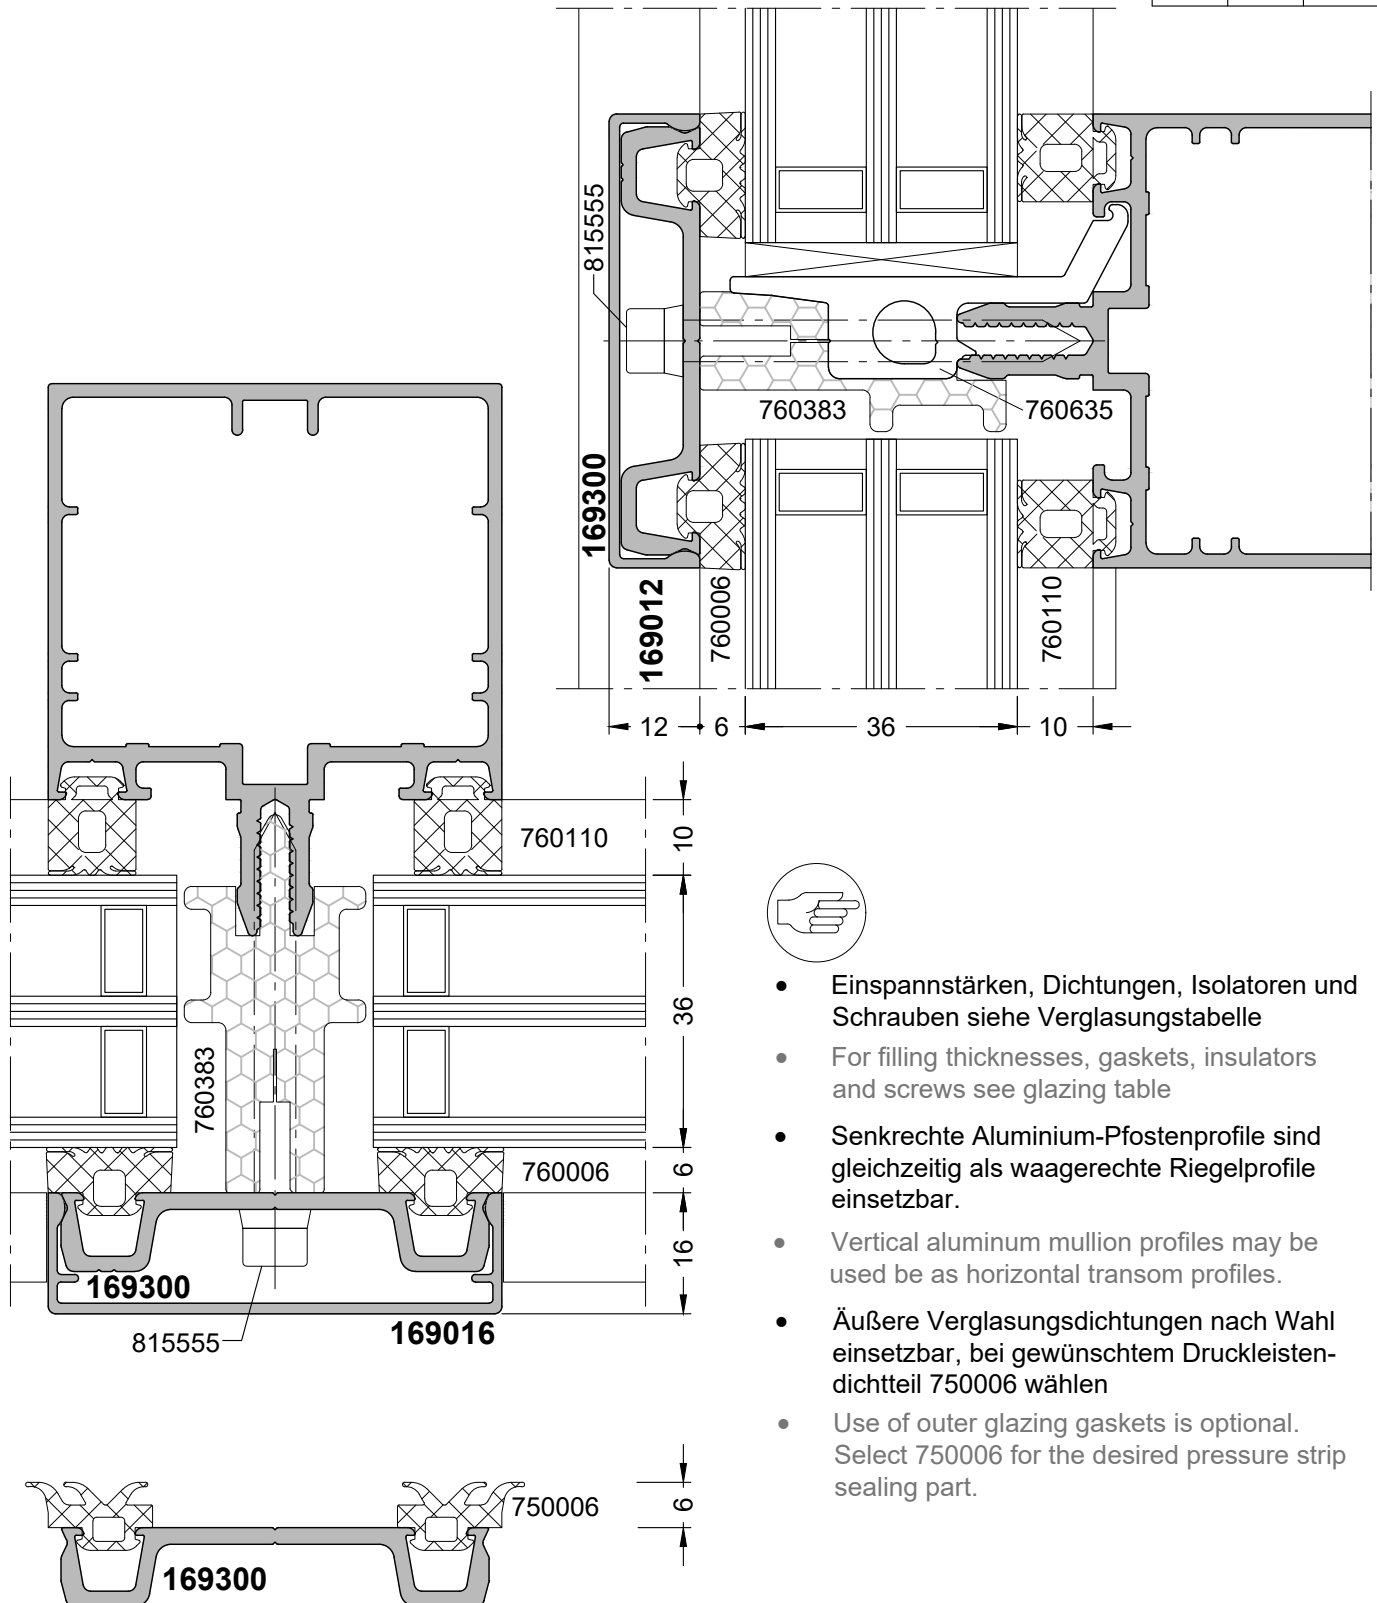 815555
760383
760635
169300
169012
760006
760110
12
6
36
10
760110
10
36
760383
760006
6
16
169300
815555
169016
• Einspannstärken, Dichtungen, Isolatoren und
Schrauben siehe Verglasungstabelle
• For filling thicknesses, gaskets, insulators
and screws see glazing table
• Senkrechte Aluminium-Pfostenprofile sind
gleichzeitig als waagerechte Riegelprofile
einsetzbar.
• Vertical aluminum mullion profiles may be
used be as horizontal transom profiles.
• Äußere Verglasungsdichtungen nach Wahl
einsetzbar, bei gewünschtem Druckleisten-
dichtteil 750006 wählen
• Use of outer glazing gaskets is optional.
Select 750006 for the desired pressure strip
sealing part.
750006
6
169300